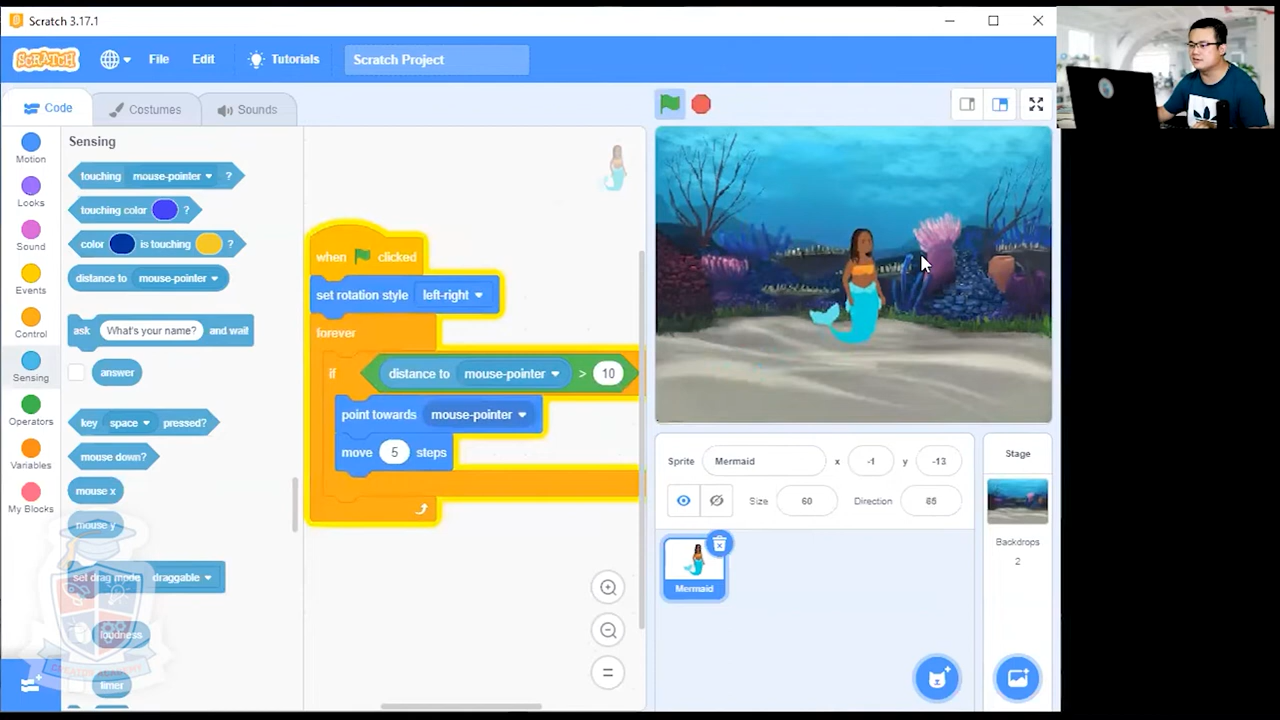 Scratch 3.17.1
SCRATCH
File
Edit
Tutorials
Scratch Project
Code
Costumes
Sounds
Motion
Looks
Sound
Events
Control
Sensing
Operators
Variables
My Blocks
Sensing
touching mouse-pointer ?
touching color ?
color is touching ?
distance to mouse-pointer
ask What's your name? and wait
answer
key space pressed?
mouse down?
mouse x
mouse y
set drag mode draggable
loudness
timer
CREATOR ACADEMY
when clicked
set rotation style left-right
forever
if distance to mouse-pointer > 10
point towards mouse-pointer
move 5 steps
Sprite Mermaid x -1 y -13
Size 60 Direction 85
Mermaid
Stage
Backdrops
2